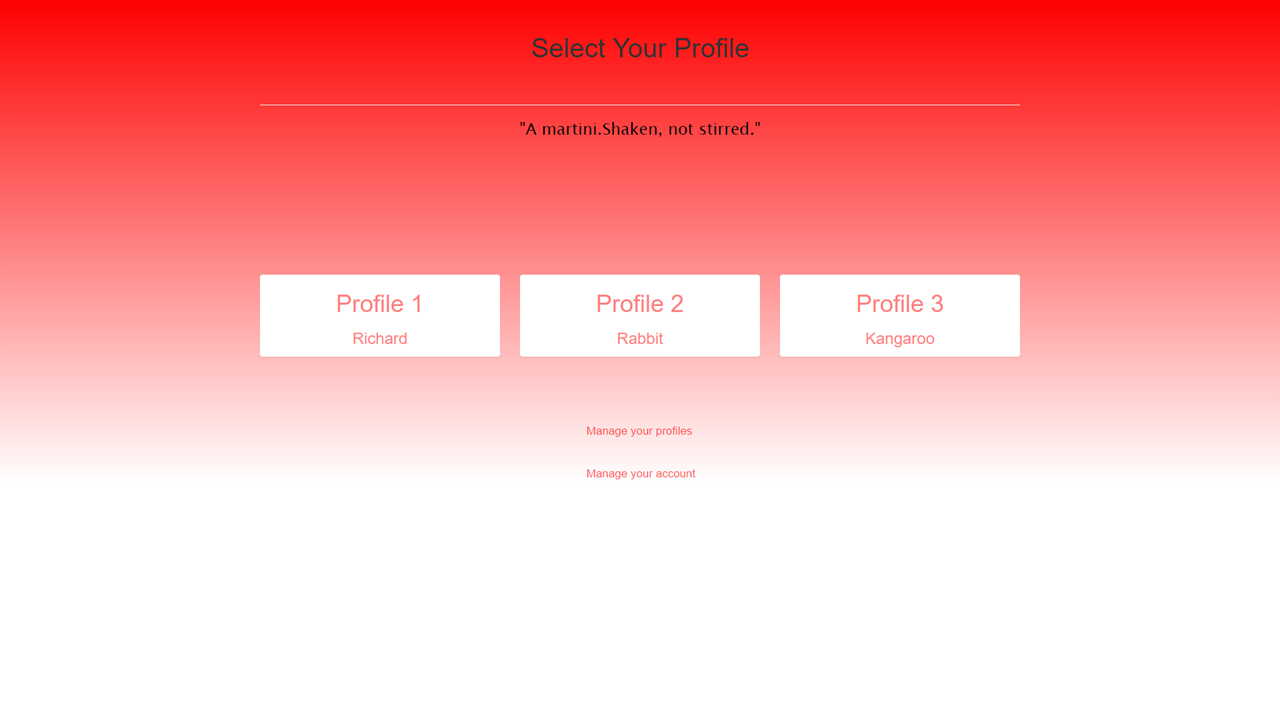 Select Your Profile
"A martini.Shaken, not stirred."
Profile 1
Richard
Profile 2
Rabbit
Profile 3
Kangaroo
Manage your profiles
Manage your account